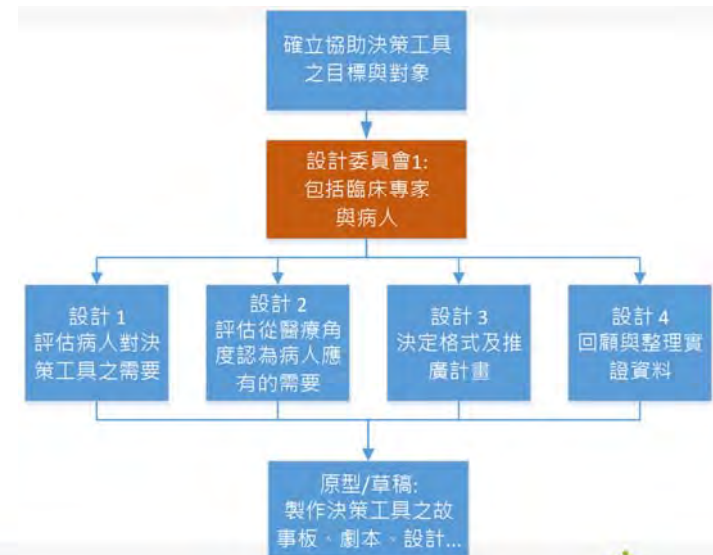 確立協助決策工具
之目標與對象
設計委員會1:
包括臨床專家
與病人
設計 1
評估病人對決
策工具之需要
設計 2
評估從醫療角
度認為病人應
有的需要
設計 3
決定格式及推
廣計畫
設計 4
回顧與整理實
證資料
原型/草稿:
製作決策工具之故
事板、劇本、設計...